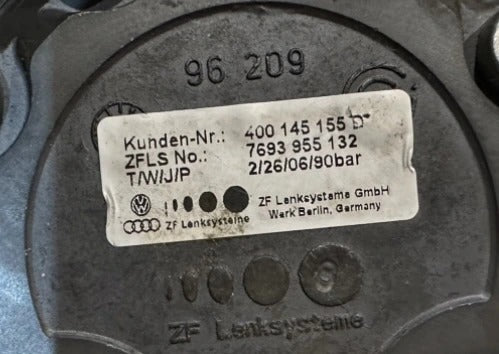 96 209
Kunden-Nr.: 400 145 155 D
ZFLS No.: 7693 955 132
T/W/J/P 2/26/06/90bar
ZF Lenksysteme
ZF Lenksysteme GmbH
Werk Berlin, Germany
ZF Lenksysteme